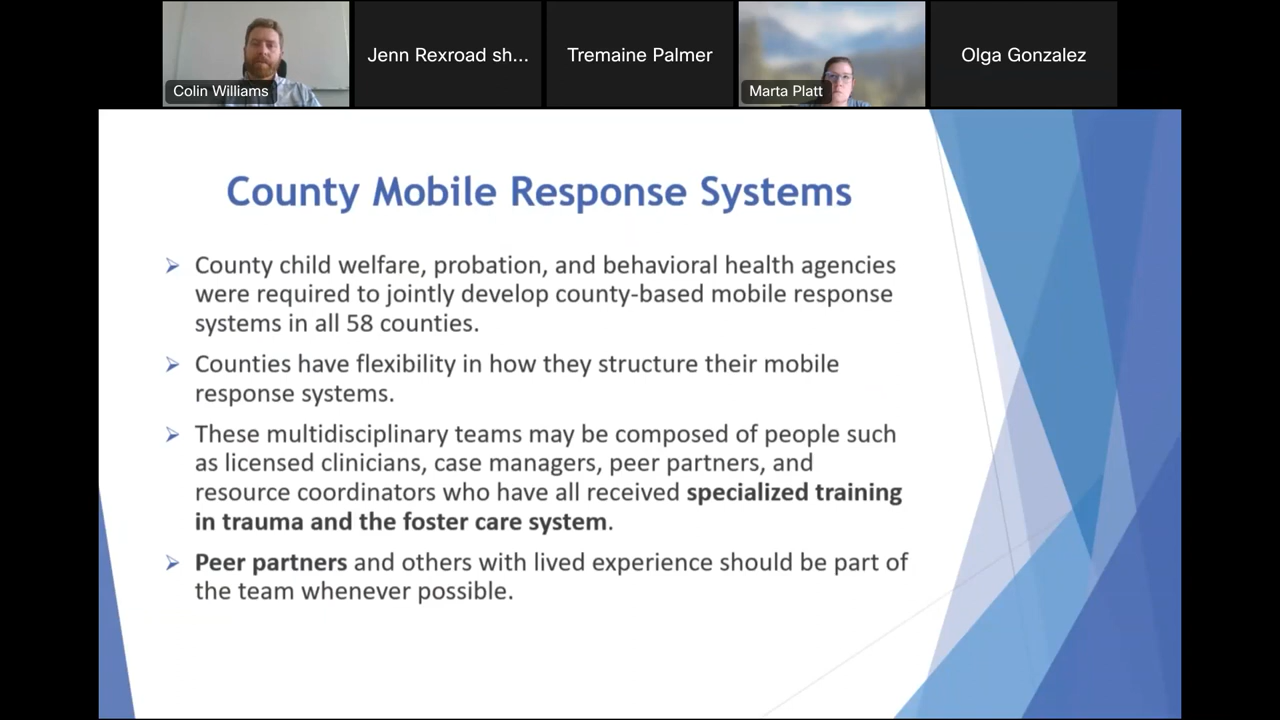 Colin Williams
Jenn Rexroad sh...
Tremaine Palmer
Marta Platt
Olga Gonzalez
County Mobile Response Systems
County child welfare, probation, and behavioral health agencies
were required to jointly develop county-based mobile response
systems in all 58 counties.
Counties have flexibility in how they structure their mobile
response systems.
These multidisciplinary teams may be composed of people such
as licensed clinicians, case managers, peer partners, and
resource coordinators who have all received specialized training
in trauma and the foster care system.
Peer partners and others with lived experience should be part of
the team whenever possible.